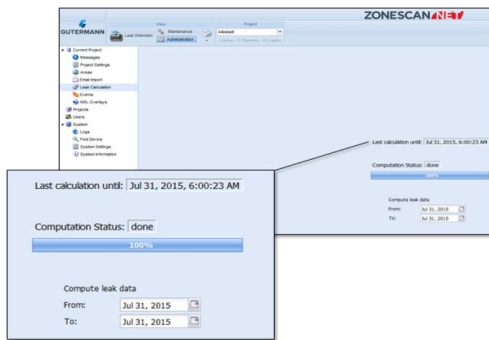 ZONESCAN NET
GUTERMANN
View
Project
Leak Detection
Maintenance
Administration
Albstadt
Current Project
Messages
Project Settings
Areas
Email Import
Leak Calculation
Events
KML Overlays
Projects
Users
System
Logs
Find Device
System Settings
System Information
Last calculation until: Jul 31, 2015, 6:00:23 AM
Computation Status: done
100%
Compute leak data
From: Jul 31, 2015
To: Jul 31, 2015
Last calculation until: Jul 31, 2015, 6:00:23 AM
Computation Status: done
100%
Compute leak data
From: Jul 31, 2015
To: Jul 31, 2015